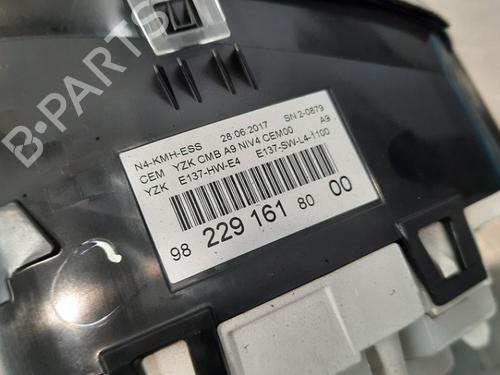 B-PARTS
N4-KMH-ESS 28.06.2017 SN.2-0879
CEM YZK CMB A9 NIV4 CEM00 A9
YZK E137-HW-E4 E137-SW-L4-1100
98 229 161 80 00